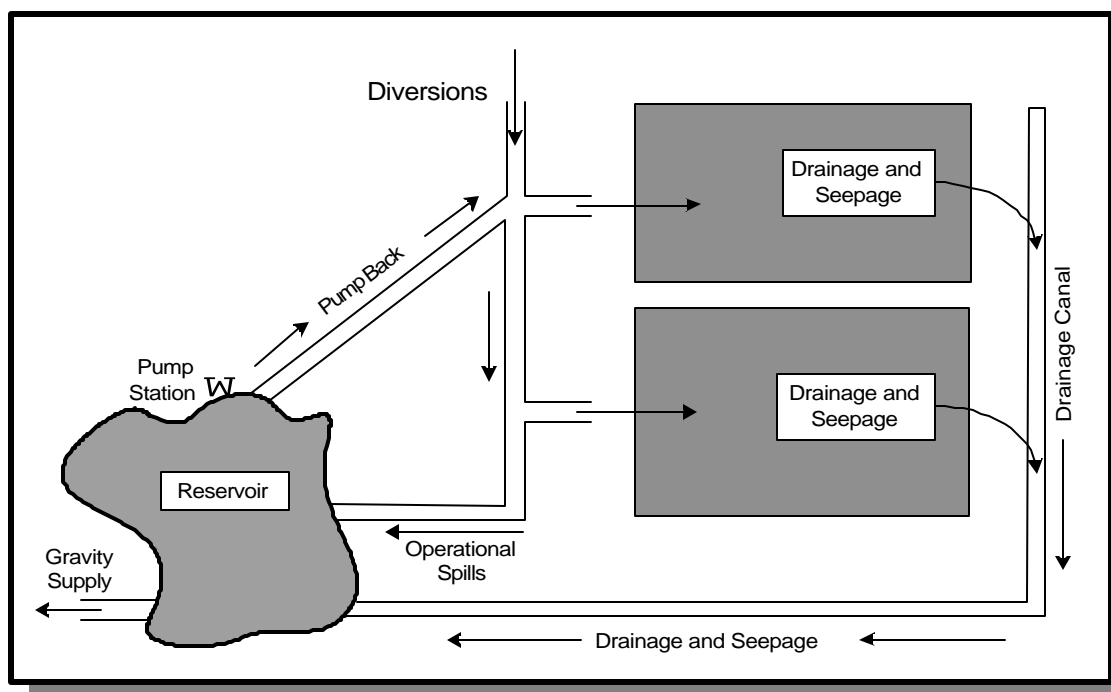 Diversions
Drainage and
Seepage
Pump Back
Drainage Canal
Pump
Station
Drainage and
Seepage
Reservoir
Operational
Spills
Gravity
Supply
Drainage and Seepage